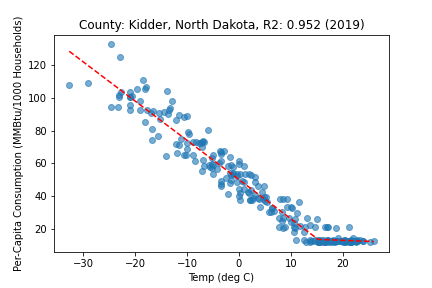 County: Kidder, North Dakota, R2: 0.952 (2019)
Per-Capita Consumption (MMBtu/1000 Households)
120
100
80
60
40
20
−30 −20 −10 0 10 20
Temp (deg C)